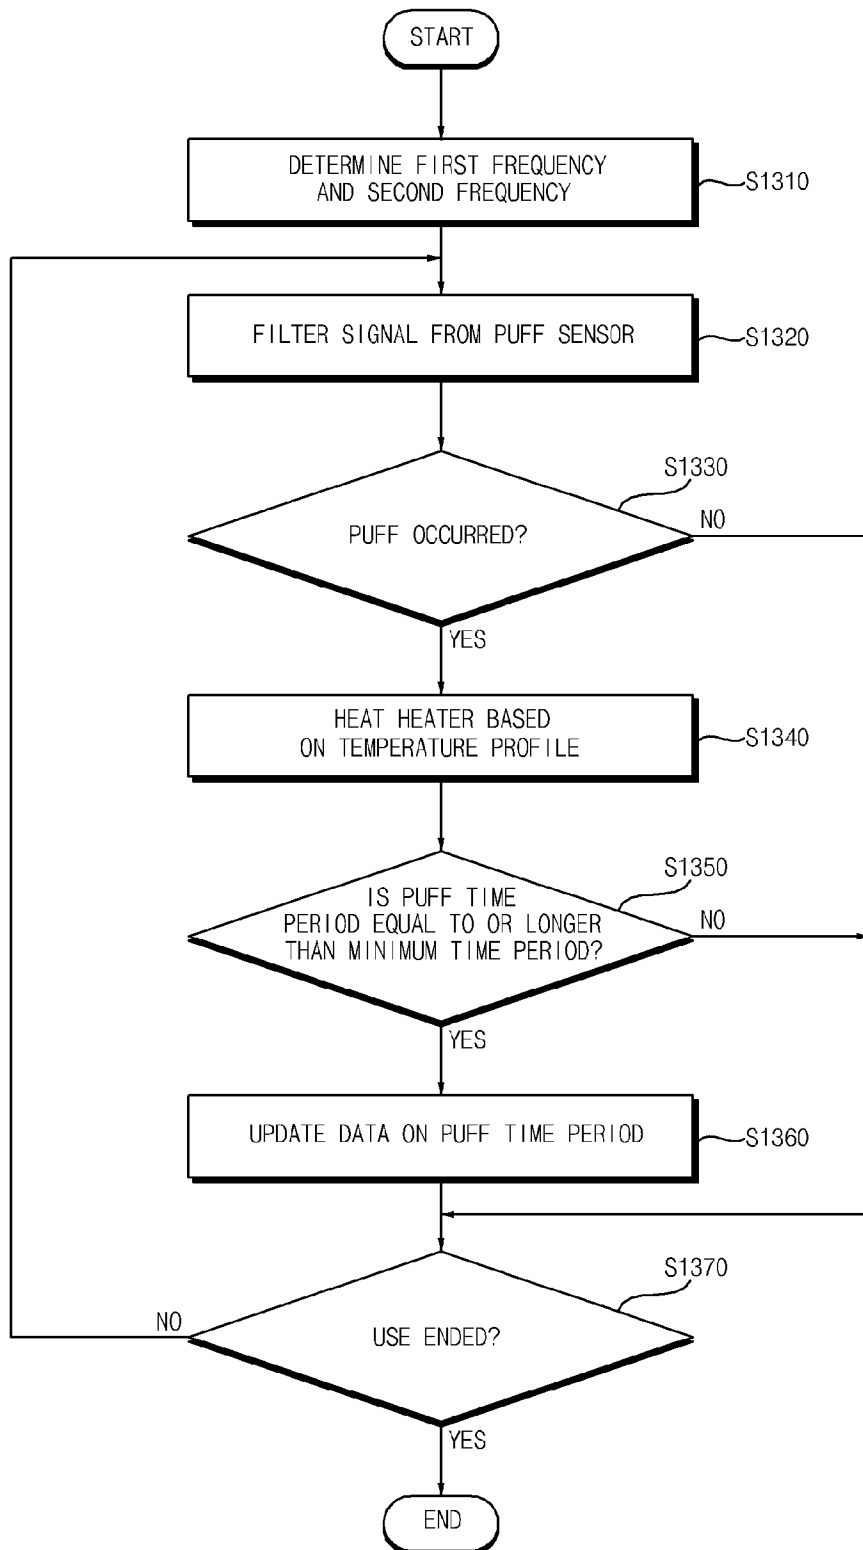 START
DETERMINE FIRST FREQUENCY
AND SECOND FREQUENCY
S1310
FILTER SIGNAL FROM PUFF SENSOR
S1320
S1330
PUFF OCCURRED?
NO
YES
HEAT HEATER BASED
ON TEMPERATURE PROFILE
S1340
S1350
IS PUFF TIME
PERIOD EQUAL TO OR LONGER
THAN MINIMUM TIME PERIOD?
NO
YES
UPDATE DATA ON PUFF TIME PERIOD
S1360
S1370
NO
USE ENDED?
YES
END